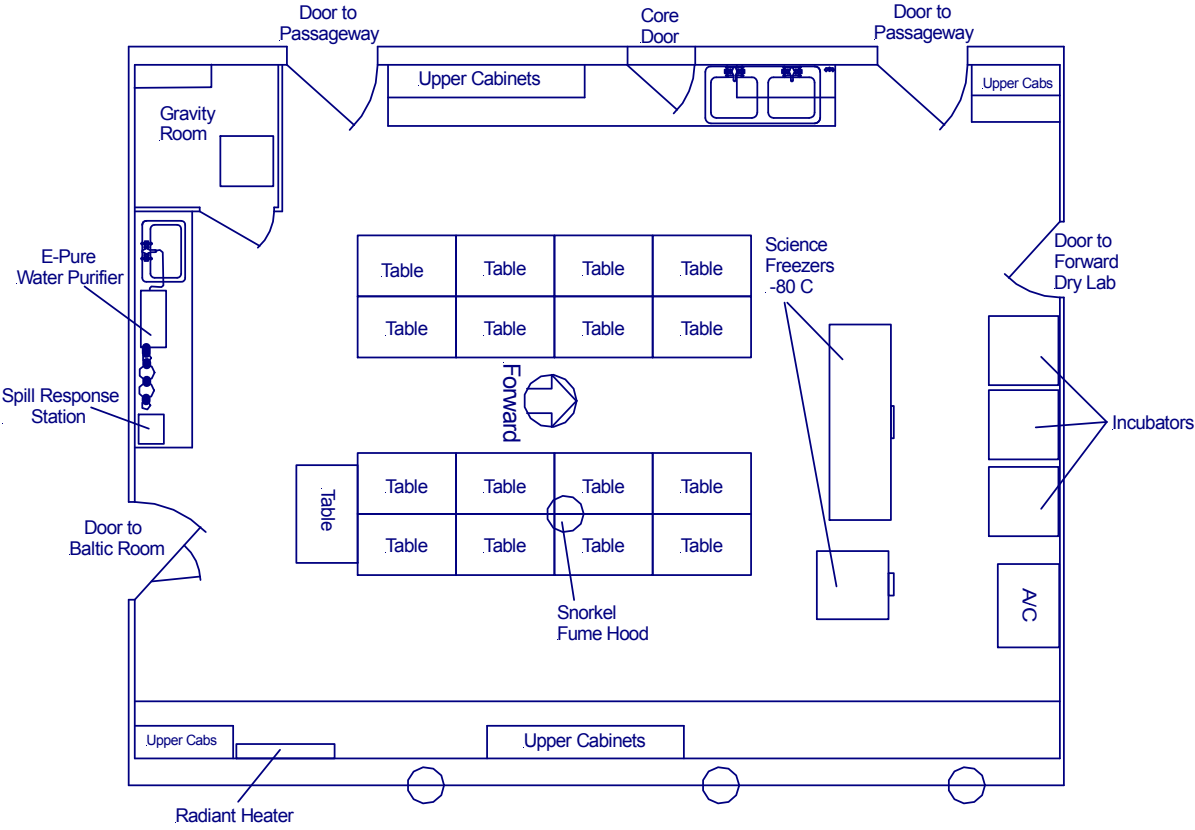 Door to
Passageway
Core
Door
Door to
Passageway
Upper Cabinets
Upper Cabs
Gravity
Room
E-Pure
Water Purifier
Science
Freezers
-80 C
Door to
Forward
Dry Lab
Table
Table
Table
Table
Table
Table
Table
Table
Forward
Spill Response
Station
Incubators
Table
Table
Table
Table
Table
Table
Table
Table
Table
Door to
Baltic Room
A/C
Snorkel
Fume Hood
Upper Cabs
Upper Cabinets
Radiant Heater